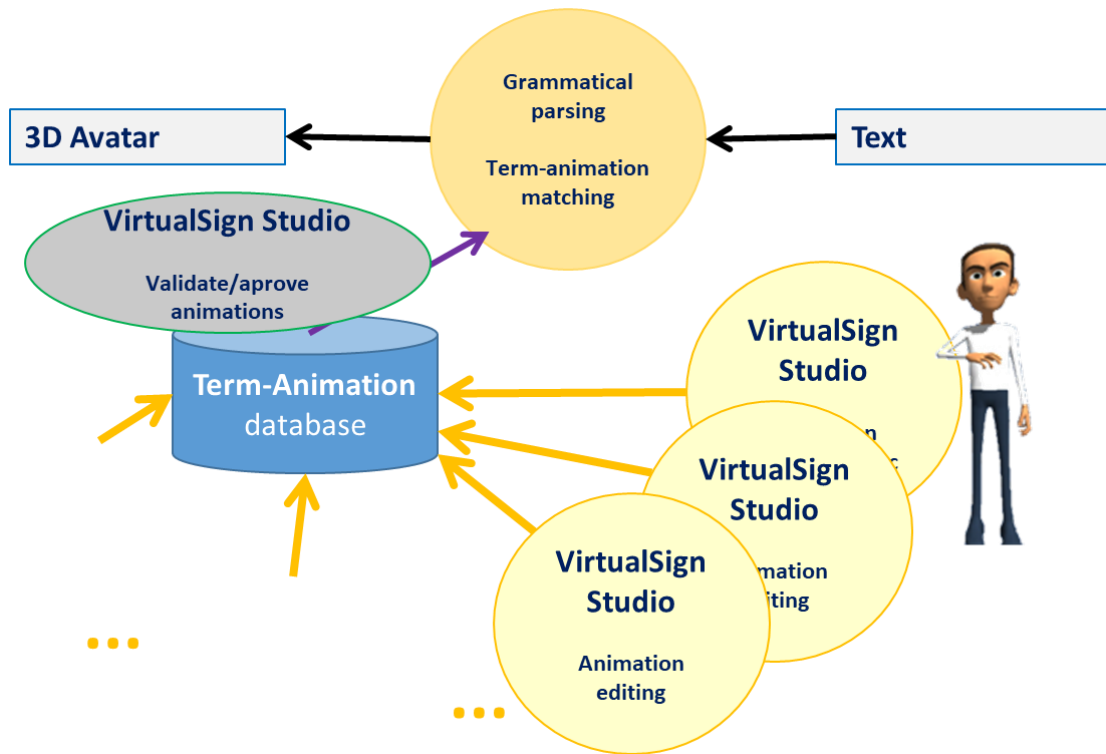 Grammatical
parsing
Term-animation
matching
3D Avatar
Text
VirtualSign Studio
Validate/aprove
animations
Term-Animation
database
VirtualSign
Studio
VirtualSign
Studio
VirtualSign
Studio
Animation
editing
...
...